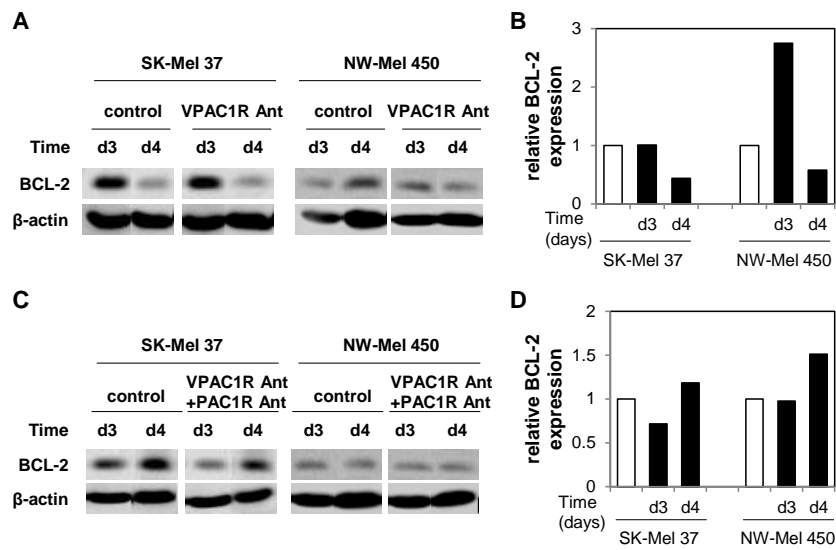 A
SK-Mel 37 NW-Mel 450
control VPAC1R Ant control VPAC1R Ant
Time d3 d4 d3 d4 d3 d4 d3 d4
BCL-2
β-actin
B
relative BCL-2
expression
3
2
1
0
Time
(days)
d3 d4 d3 d4
SK-Mel 37 NW-Mel 450
C
SK-Mel 37 NW-Mel 450
control VPAC1R Ant
+PAC1R Ant control VPAC1R Ant
+PAC1R Ant
Time d3 d4 d3 d4 d3 d4 d3 d4
BCL-2
β-actin
D
relative BCL-2
expression
2
1.5
1
0.5
0
Time
(days)
d3 d4 d3 d4
SK-Mel 37 NW-Mel 450